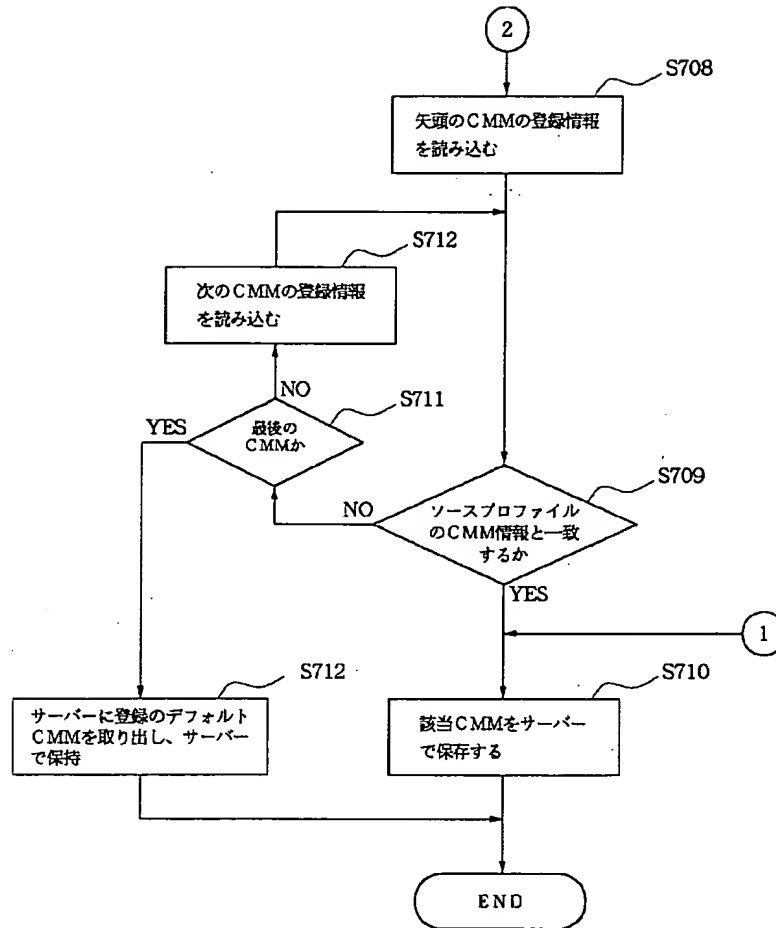 2
S708
矢頭のCMMの登録情報
を読み込む
S712
次のCMMの登録情報
を読み込む
NO
S711
YES
最後の
CMMか
S709
NO
ソースプロファイル
のCMM情報と一致
するか
YES
1
S712
サーバーに登録のデフォルト
CMMを取り出し、サーバー
で保持
S710
該当CMMをサーバー
で保存する
END